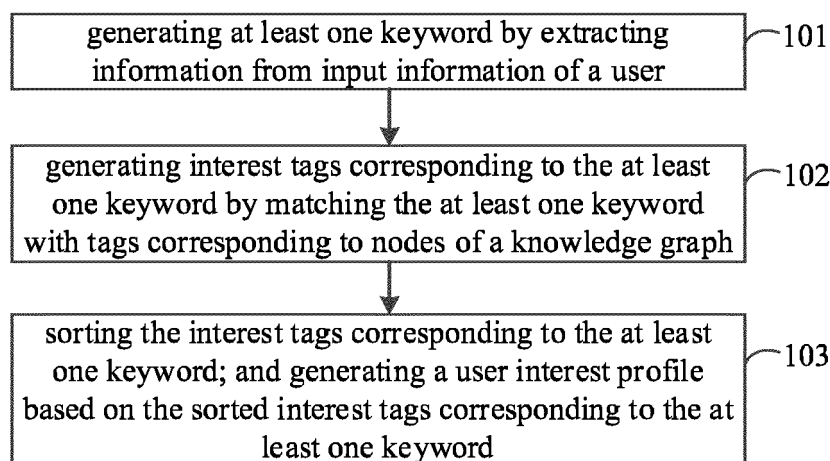 generating at least one keyword by extracting
information from input information of a user
101
generating interest tags corresponding to the at least
one keyword by matching the at least one keyword
with tags corresponding to nodes of a knowledge graph
102
sorting the interest tags corresponding to the at least
one keyword; and generating a user interest profile
based on the sorted interest tags corresponding to the at
least one keyword
103